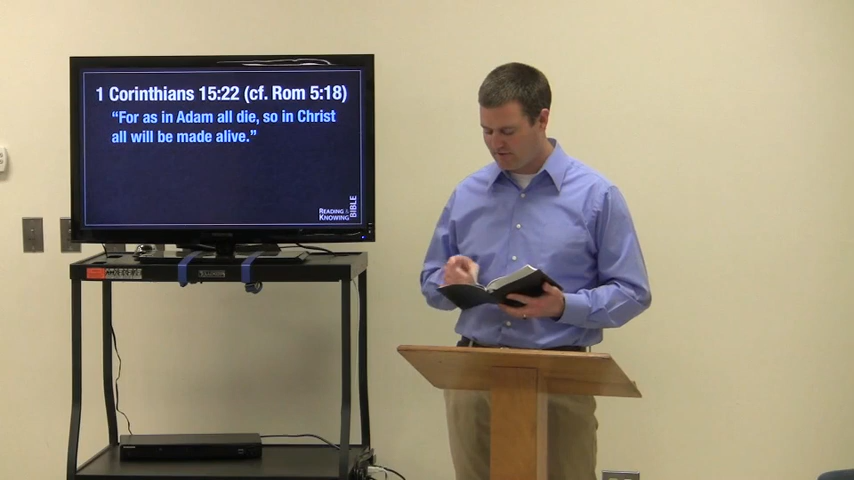 1 Corinthians 15:22 (cf. Rom 5:18)
“For as in Adam all die, so in Christ
all will be made alive.”
READING &
KNOWING
BIBLE